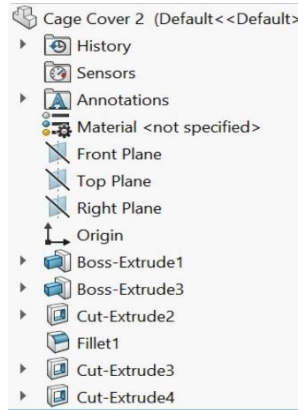 Cage Cover 2 (Default<<Default>
History
Sensors
Annotations
Material <not specified>
Front Plane
Top Plane
Right Plane
Origin
Boss-Extrude1
Boss-Extrude3
Cut-Extrude2
Fillet1
Cut-Extrude3
Cut-Extrude4